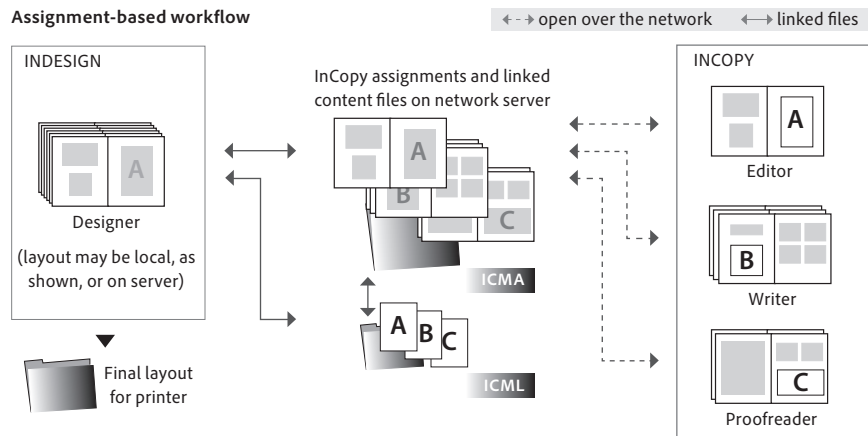 Assignment-based workflow
open over the network
linked files
INDESIGN
A
Designer
(layout may be local, as
shown, or on server)
Final layout
for printer
InCopy assignments and linked
content files on network server
A
B
C
ICMA
A
B
C
ICML
INCOPY
A
Editor
B
Writer
C
Proofreader